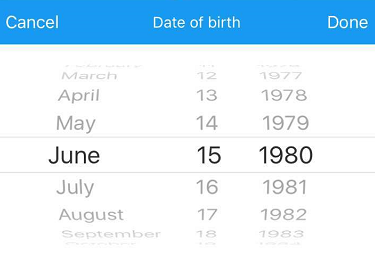 Cancel Date of birth Done
March 12 1977
April 13 1978
May 14 1979
June 15 1980
July 16 1981
August 17 1982
September 18 1983